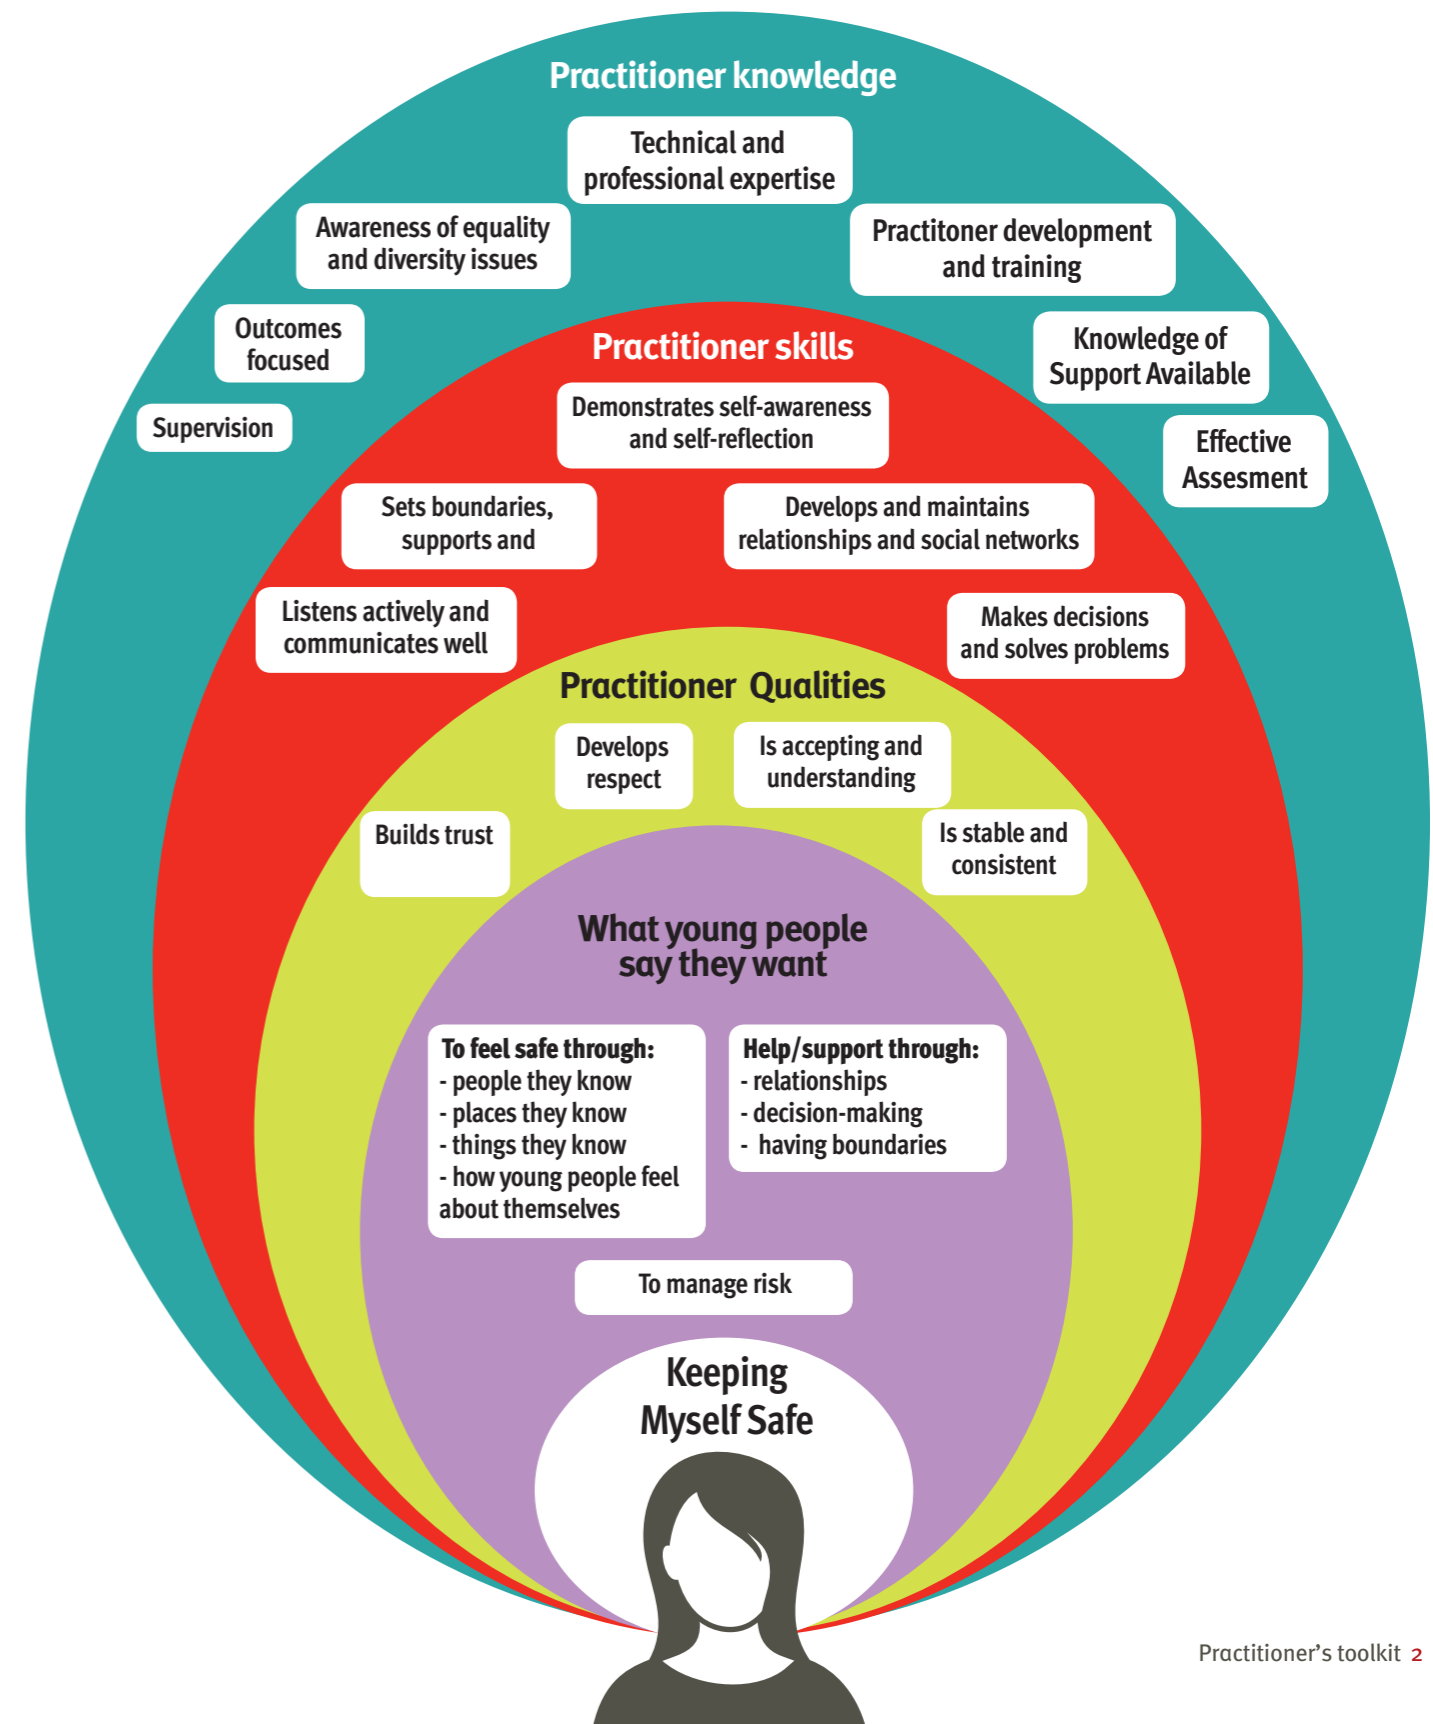 Practitioner knowledge
Technical and
professional expertise
Awareness of equality
and diversity issues
Practitoner development
and training
Outcomes
focused
Knowledge of
Support Available
Supervision
Effective
Assesment
Practitioner skills
Demonstrates self-awareness
and self-reflection
Sets boundaries,
supports and
Develops and maintains
relationships and social networks
Listens actively and
communicates well
Makes decisions
and solves problems
Practitioner Qualities
Develops
respect
Is accepting and
understanding
Builds trust
Is stable and
consistent
What young people
say they want
To feel safe through:
- people they know
- places they know
- things they know
- how young people feel
about themselves
Help/support through:
- relationships
- decision-making
- having boundaries
To manage risk
Keeping
Myself Safe
Practitioner’s toolkit 2